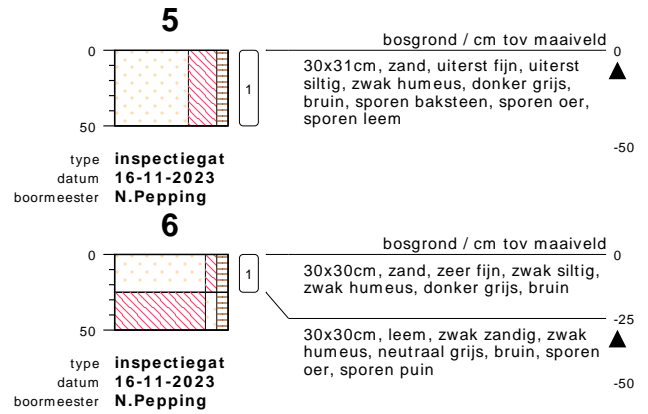 5
bosgrond / cm tov maaiveld
0
0
30x31cm, zand, uiterst fijn, uiterst
siltig, zwak humeus, donker grijs,
bruin, sporen baksteen, sporen oer,
sporen leem
1
50
-50
type inspectiegat
datum 16-11-2023
boormeester N.Pepping
6
bosgrond / cm tov maaiveld
0
0
30x30cm, zand, zeer fijn, zwak siltig,
zwak humeus, donker grijs, bruin
1
-25
30x30cm, leem, zwak zandig, zwak
humeus, neutraal grijs, bruin, sporen
oer, sporen puin
50
-50
type inspectiegat
datum 16-11-2023
boormeester N.Pepping